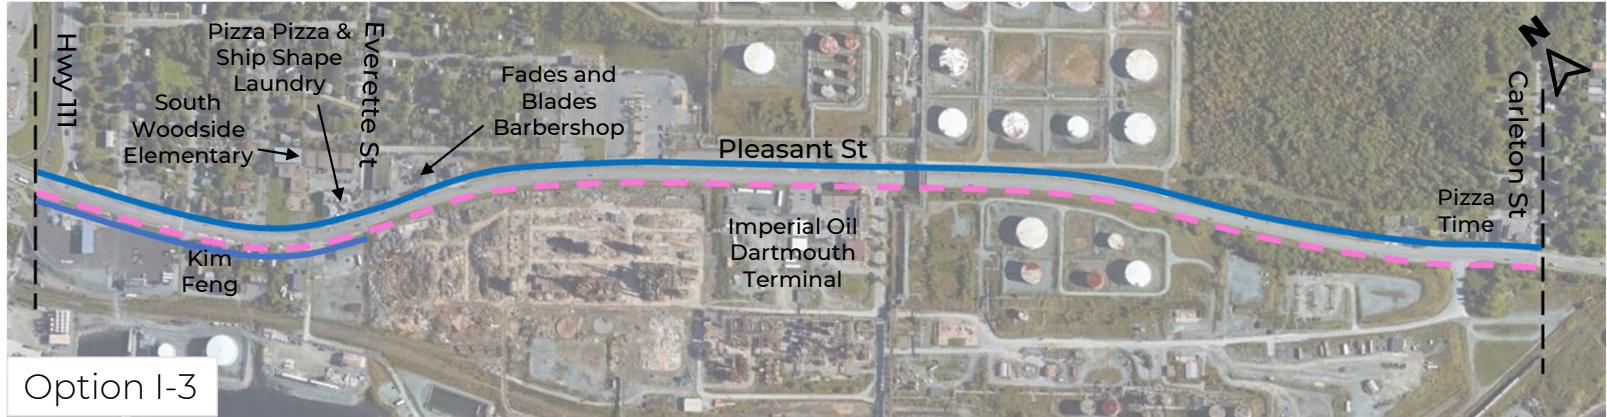 Hwy 111
Pizza Pizza &
Ship Shape
Laundry
Everette St
South
Woodside
Elementary
Fades and
Blades
Barbershop
Pleasant St
Kim
Feng
Imperial Oil
Dartmouth
Terminal
Pizza
Time
Carleton St
N
Option I-3